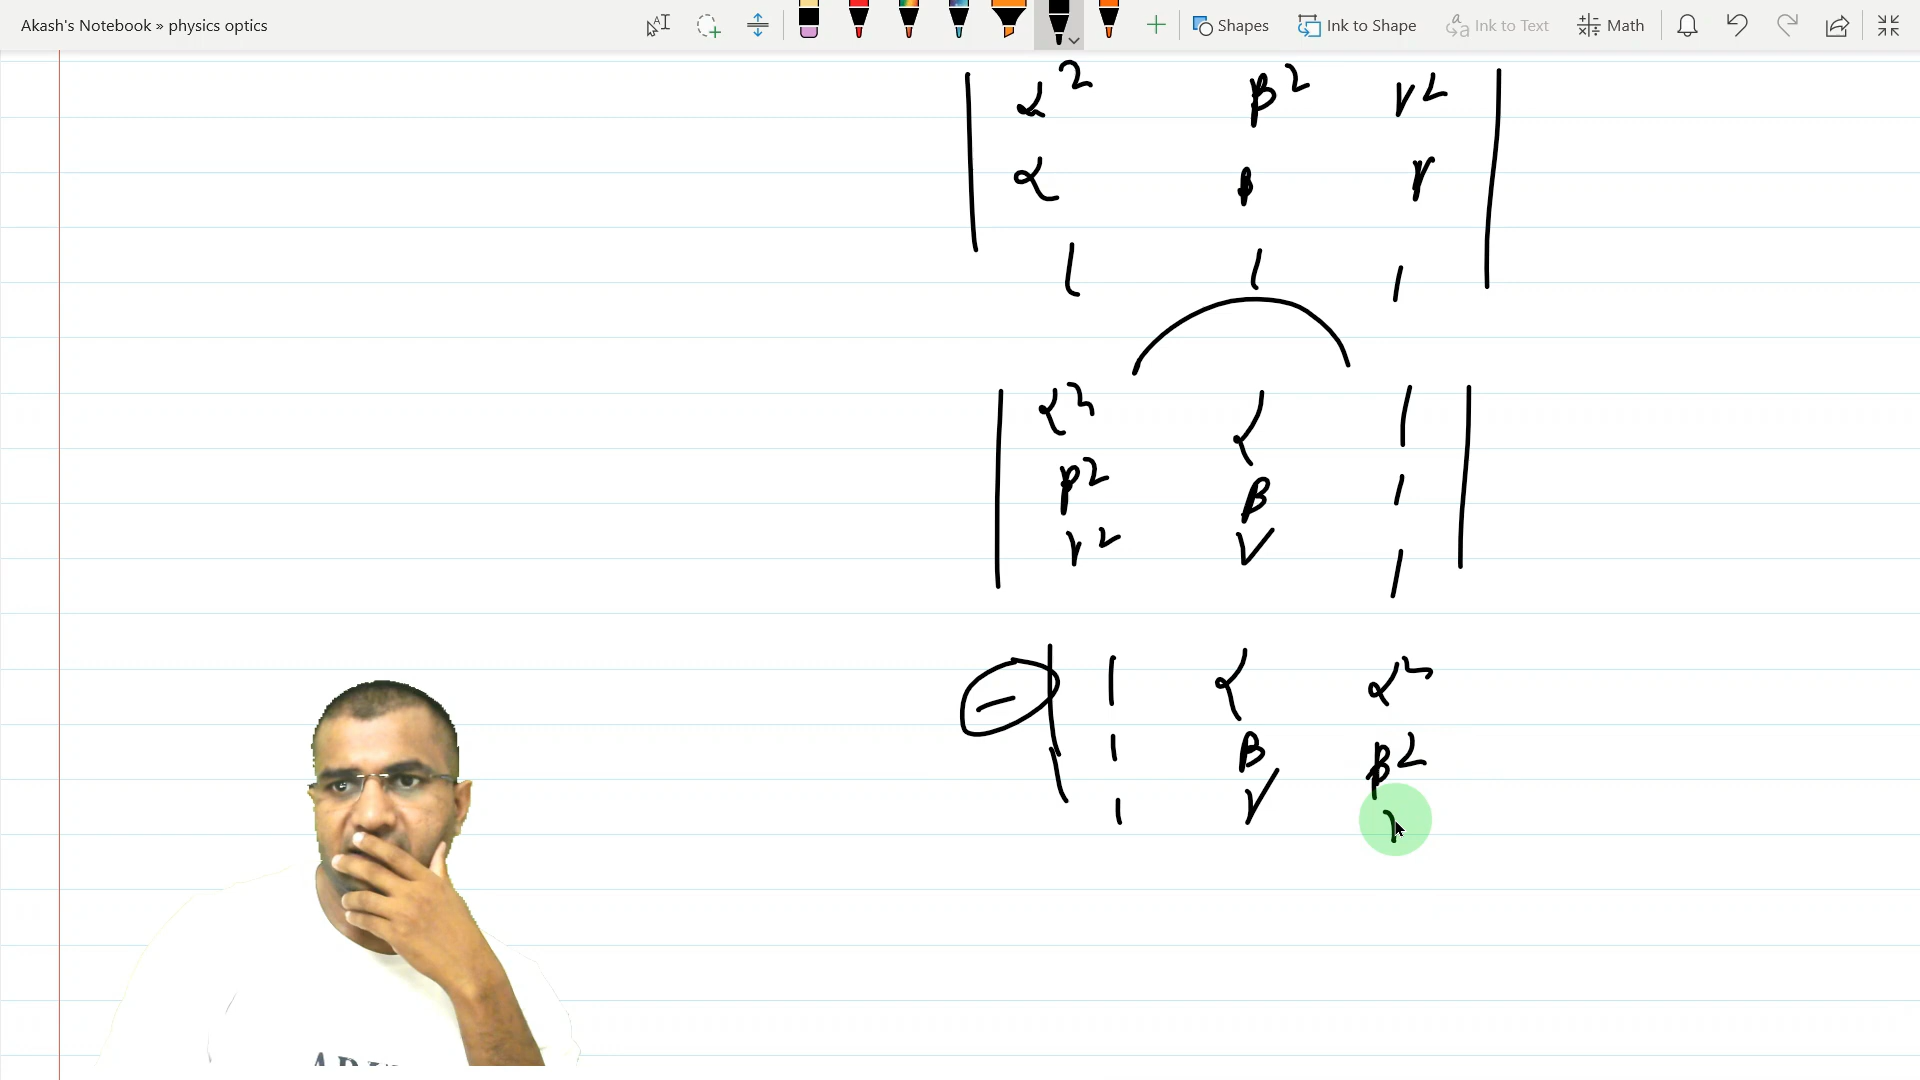 Akash's Notebook » physics optics
Shapes Ink to Shape Ink to Text Math
α² β² γ²
α β γ
1 1 1
α² α 1
β² β 1
γ² γ 1
− 1 α α²
1 β β²
1 γ γ